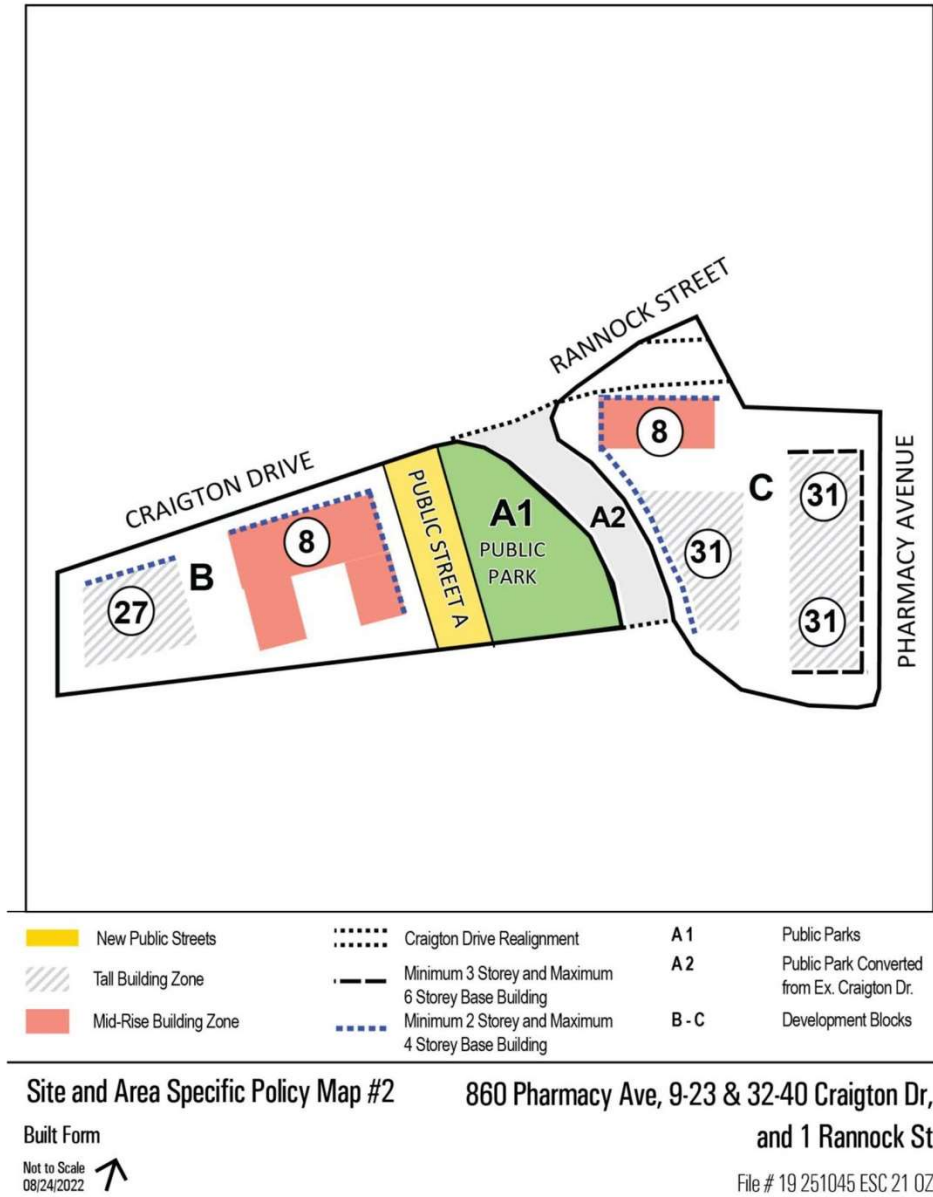 RANNOCK STREET
CRAIGTON DRIVE
PHARMACY AVENUE
8
C
31
31
31
A1
PUBLIC
PARK
A2
PUBLIC STREET A
8
B
27
New Public Streets
Tall Building Zone
Mid-Rise Building Zone
Craigton Drive Realignment
Minimum 3 Storey and Maximum
6 Storey Base Building
Minimum 2 Storey and Maximum
4 Storey Base Building
A 1 Public Parks
A 2 Public Park Converted
from Ex. Craigton Dr.
B - C Development Blocks
Site and Area Specific Policy Map #2
Built Form
Not to Scale
08/24/2022
860 Pharmacy Ave, 9-23 & 32-40 Craigton Dr,
and 1 Rannock St
File # 19 251045 ESC 21 OZ